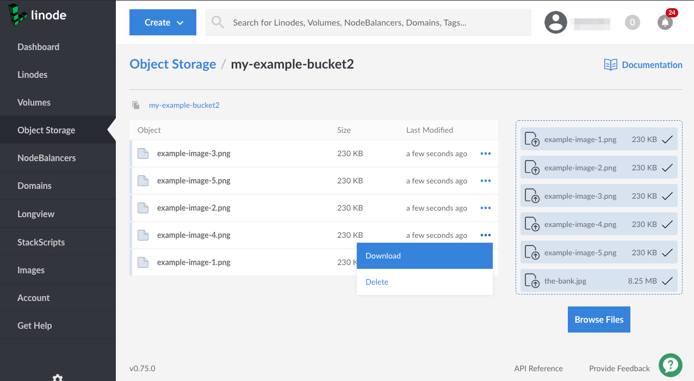 linode
Create
Search for Linodes, Volumes, NodeBalancers, Domains, Tags...
0
24
Dashboard
Linodes
Volumes
Object Storage
NodeBalancers
Domains
Longview
StackScripts
Images
Account
Get Help
Object Storage / my-example-bucket2
Documentation
my-example-bucket2
Object Size Last Modified
example-image-3.png 230 KB a few seconds ago
example-image-5.png 230 KB a few seconds ago
example-image-2.png 230 KB a few seconds ago
example-image-4.png 230 KB a few seconds ago
example-image-1.png 230 K
Download
Delete
example-image-1.png 230 KB
example-image-2.png 230 KB
example-image-3.png 230 KB
example-image-4.png 230 KB
example-image-5.png 230 KB
the-bank.jpg 8.25 MB
Browse Files
v0.75.0
API Reference
Provide Feedback
?